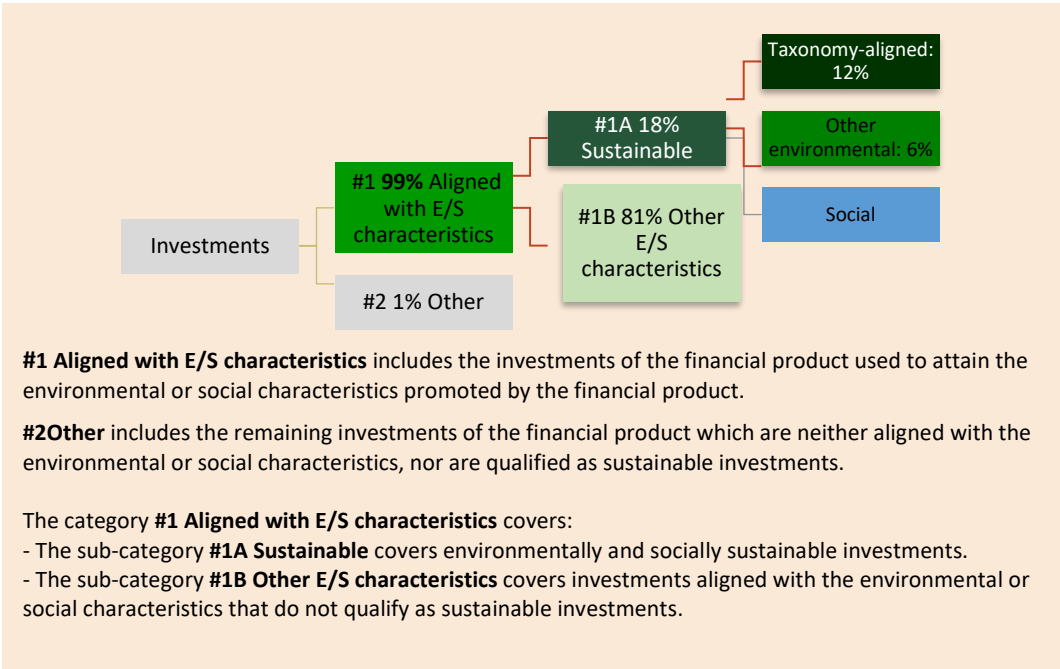 Taxonomy-aligned:
12%
#1A 18%
Sustainable
Other
environmental: 6%
#1 99% Aligned
with E/S
characteristics
#1B 81% Other
E/S
characteristics
Social
Investments
#2 1% Other
#1 Aligned with E/S characteristics includes the investments of the financial product used to attain the
environmental or social characteristics promoted by the financial product.
#2Other includes the remaining investments of the financial product which are neither aligned with the
environmental or social characteristics, nor are qualified as sustainable investments.
The category #1 Aligned with E/S characteristics covers:
- The sub-category #1A Sustainable covers environmentally and socially sustainable investments.
- The sub-category #1B Other E/S characteristics covers investments aligned with the environmental or
social characteristics that do not qualify as sustainable investments.